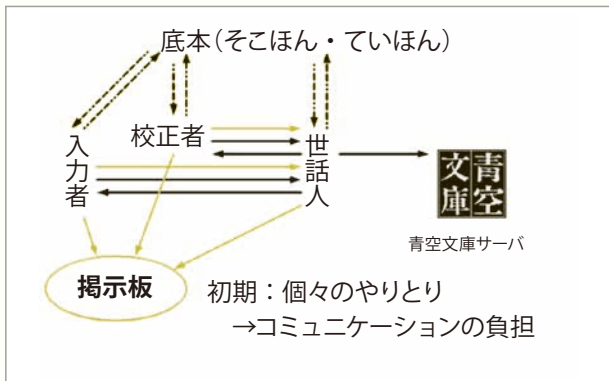 底本(そこほん・ていほん)
校正者
入力者
世話人
青空文庫
青空文庫サーバ
掲示板
初期：個々のやりとり
→コミュニケーションの負担